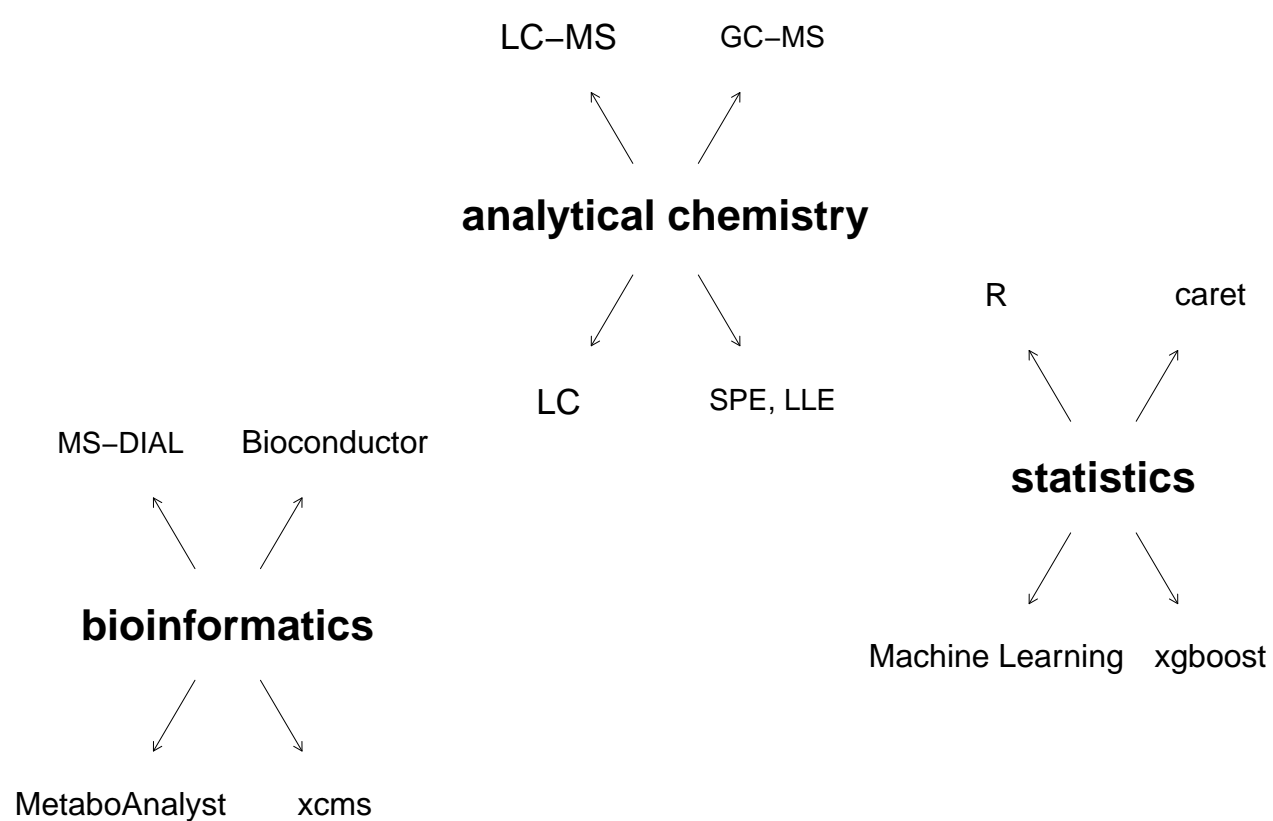 LC−MS GC−MS
analytical chemistry
LC SPE, LLE
R caret
statistics
Machine Learning xgboost
MS−DIAL Bioconductor
bioinformatics
MetaboAnalyst xcms